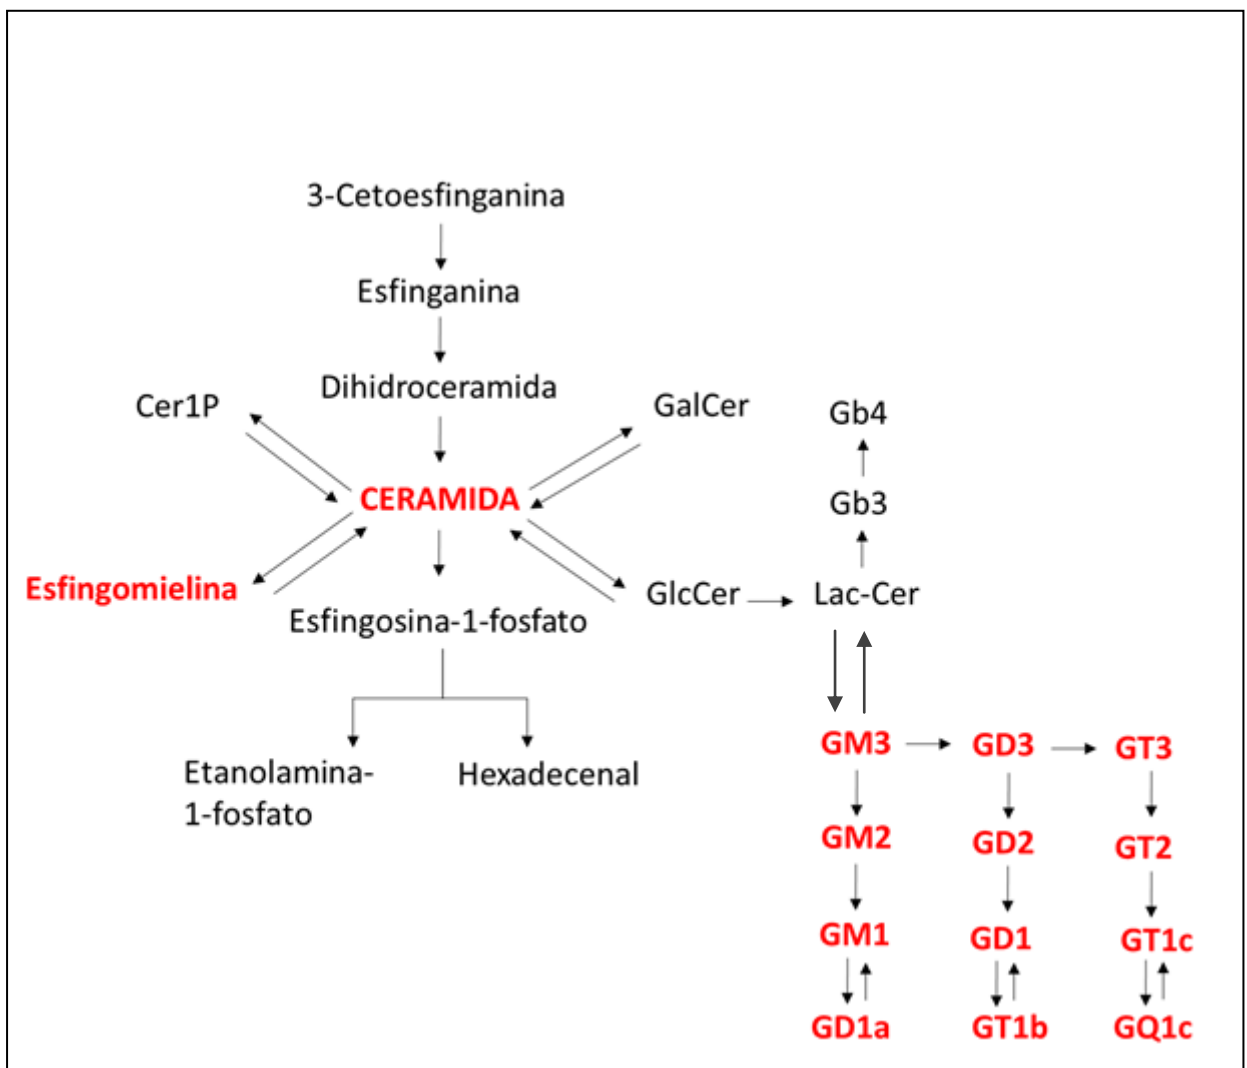 3-Cetoesfinganina
Esfinganina
Dihidroceramida
Cer1P
GalCer
Gb4
CERAMIDA
Gb3
Esfingomielina
GlcCer
Lac-Cer
Esfingosina-1-fosfato
GM3
GD3
GT3
Etanolamina-
1-fosfato
Hexadecenal
GM2
GD2
GT2
GM1
GD1
GT1c
GD1a
GT1b
GQ1c